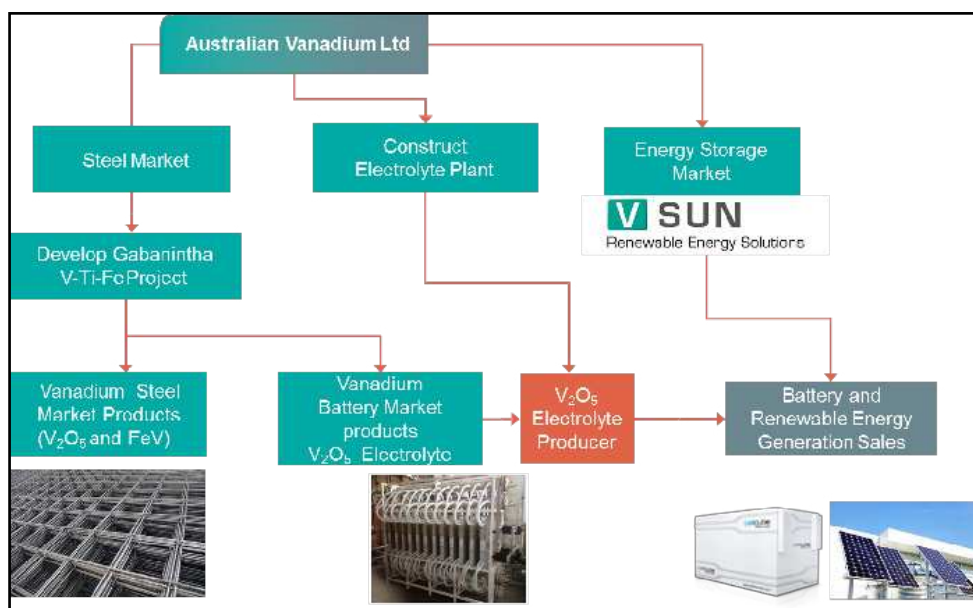 Australian Vanadium Ltd
Steel Market
Construct
Electrolyte Plant
Energy Storage
Market
V SUN
Renewable Energy Solutions
Develop Gabanintha
V-Ti-Fe Project
Vanadium Steel
Market Products
(V₂O₅ and FeV)
Vanadium
Battery Market
products
V₂O₅ Electrolyte
V₂O₅
Electrolyte
Producer
Battery and
Renewable Energy
Generation Sales